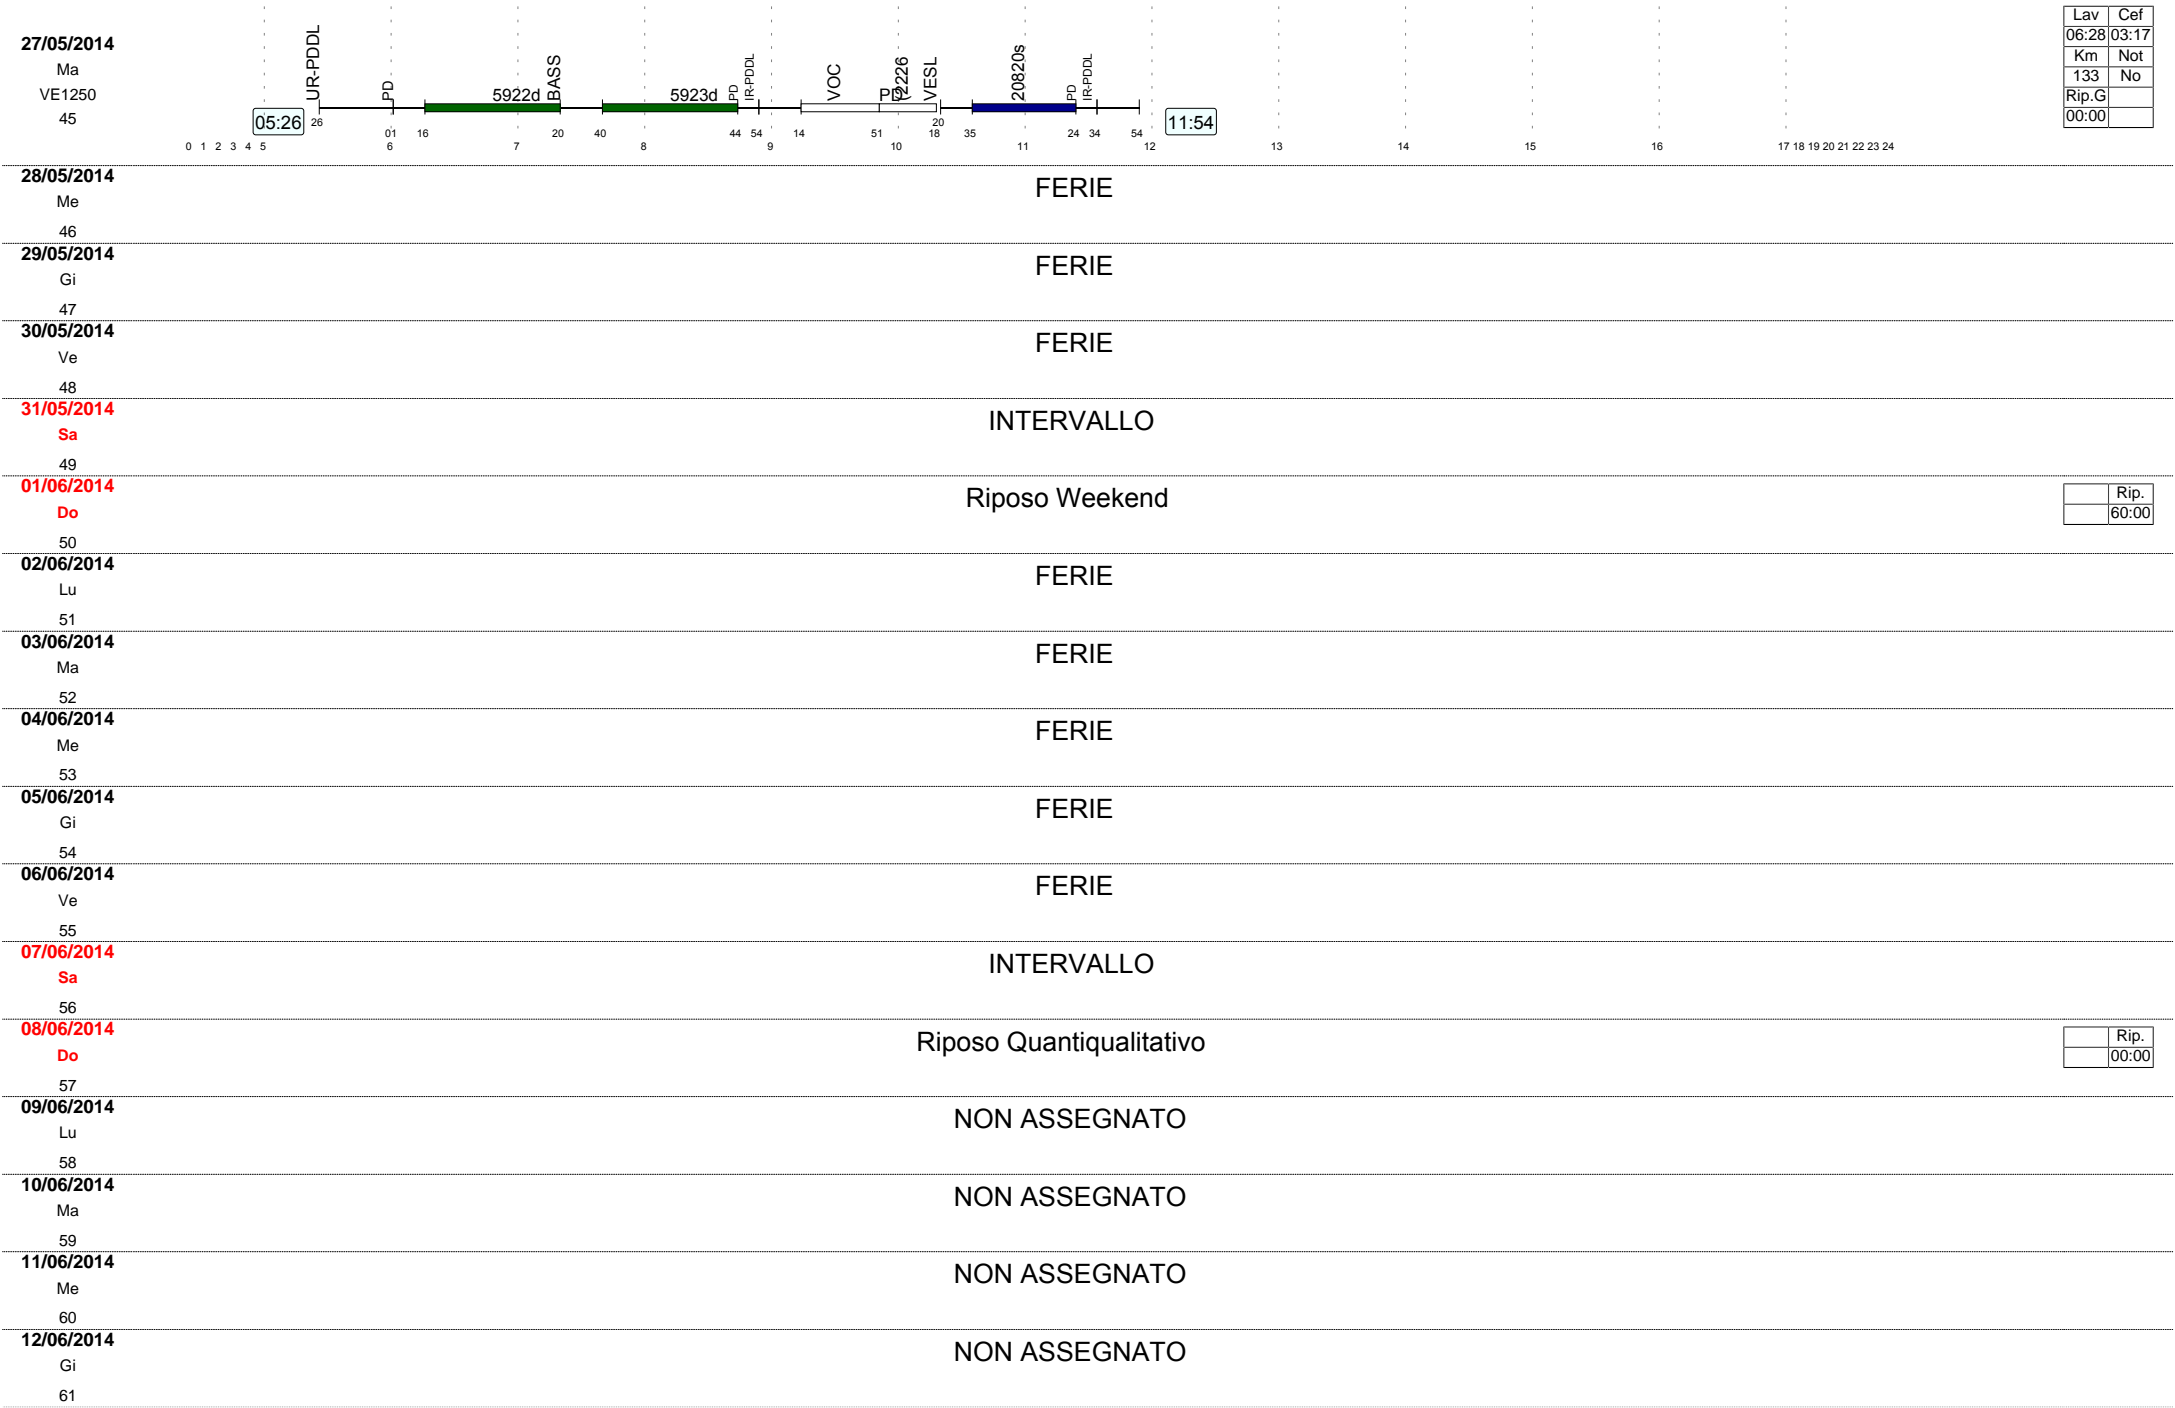 27/05/2014
Ma
VE1250
45
05:26
UR-PDDL PD 5922d BASS 5923d PD IR-PDDL VOC PD 2226 VESL 20820s PD IR-PDDL
11:54
26 01 16 20 40 44 54 14 51 18 20 35 24 34 54
0 1 2 3 4 5 6 7 8 9 10 11 12 13 14 15 16 17 18 19 20 21 22 23 24
Lav Cef
06:28 03:17
Km Not
133 No
Rip.G
00:00
28/05/2014
Me
46
FERIE
29/05/2014
Gi
47
FERIE
30/05/2014
Ve
48
FERIE
31/05/2014
Sa
49
INTERVALLO
01/06/2014
Do
50
Riposo Weekend
Rip.
60:00
02/06/2014
Lu
51
FERIE
03/06/2014
Ma
52
FERIE
04/06/2014
Me
53
FERIE
05/06/2014
Gi
54
FERIE
06/06/2014
Ve
55
FERIE
07/06/2014
Sa
56
INTERVALLO
08/06/2014
Do
57
Riposo Quantiqualitativo
Rip.
00:00
09/06/2014
Lu
58
NON ASSEGNATO
10/06/2014
Ma
59
NON ASSEGNATO
11/06/2014
Me
60
NON ASSEGNATO
12/06/2014
Gi
61
NON ASSEGNATO